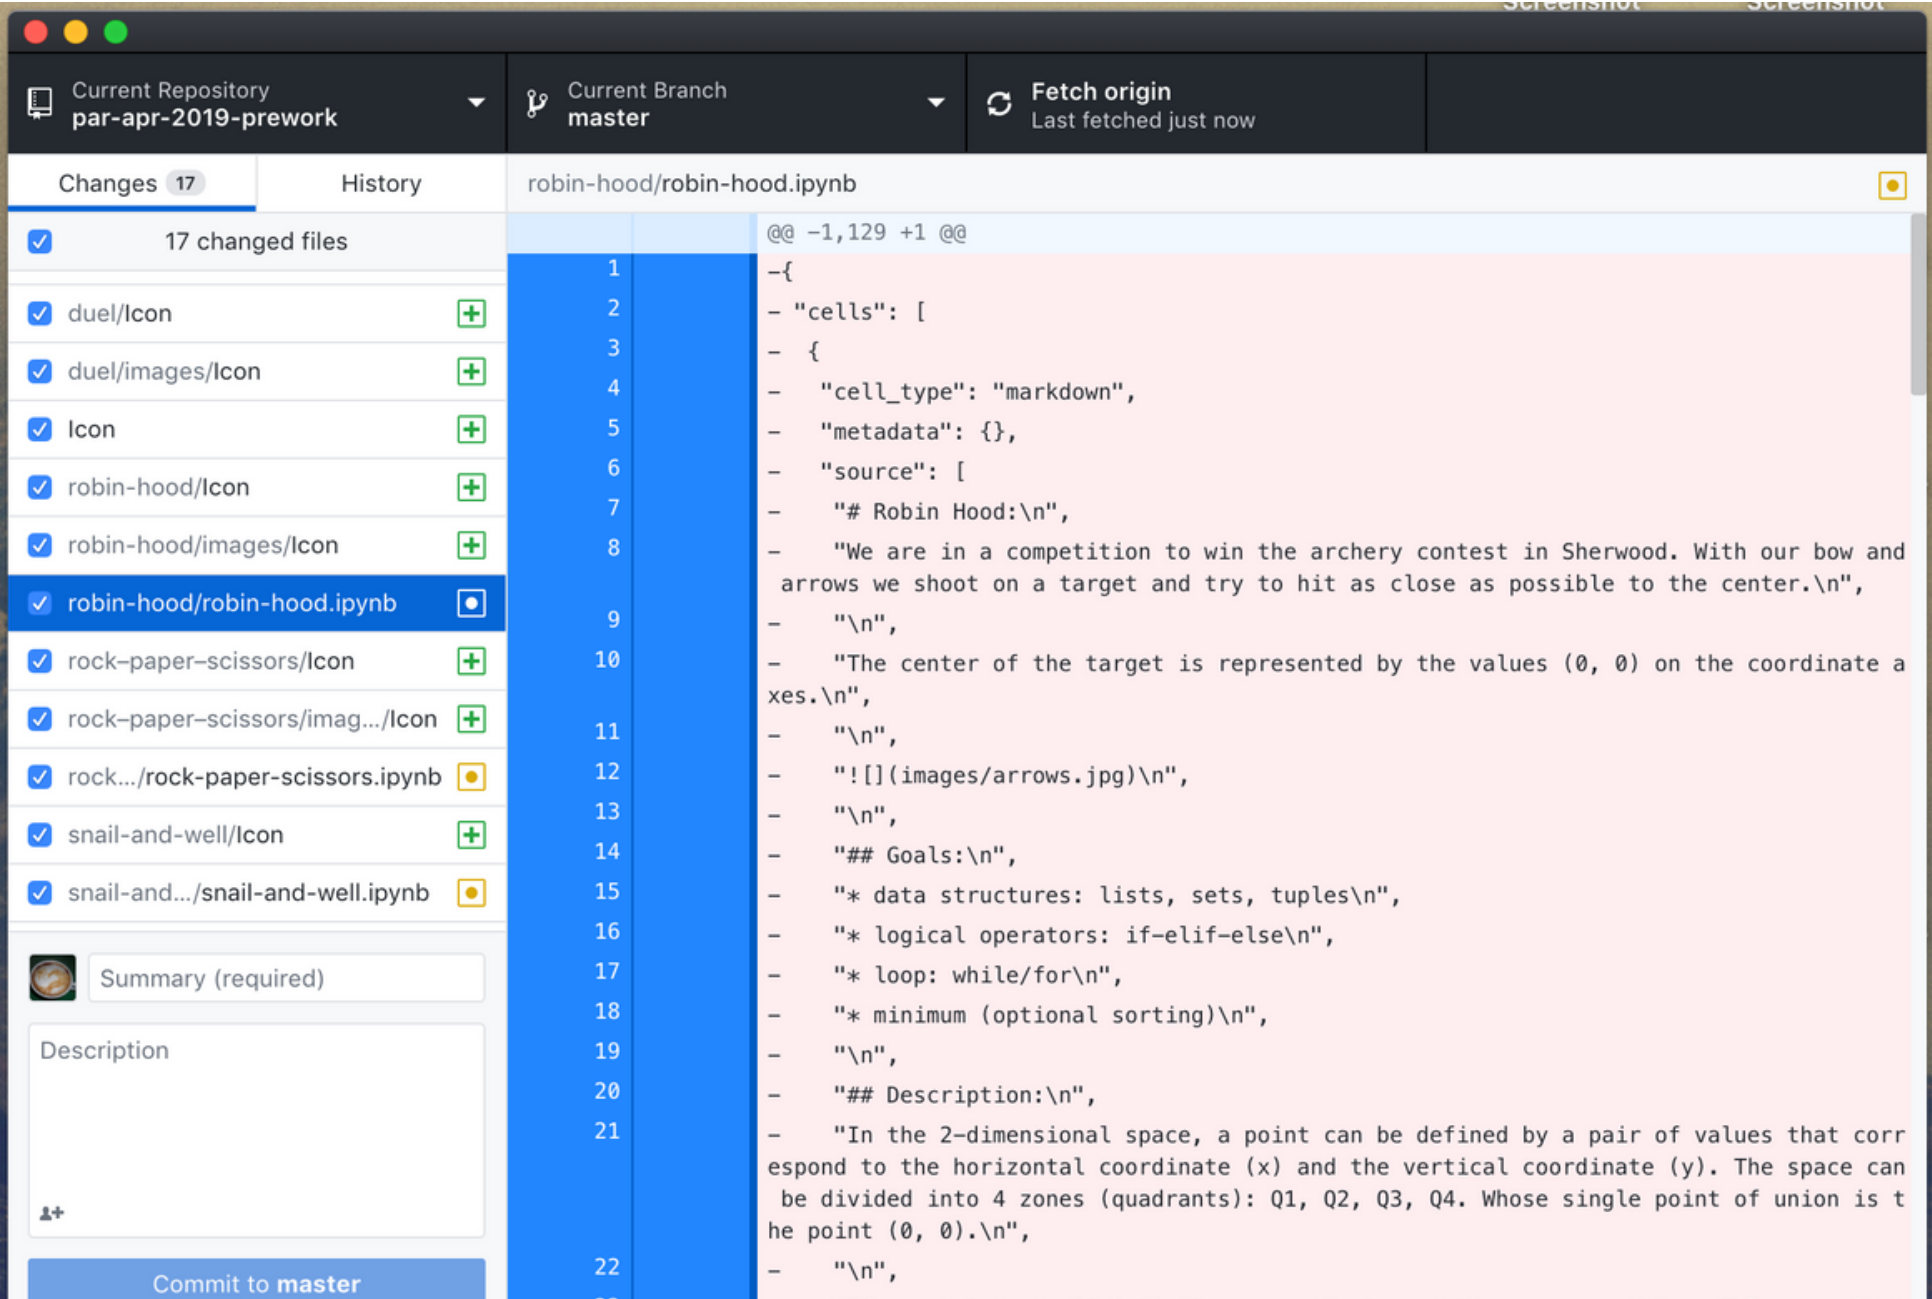 Screenshot Screenshot
Current Repository
par-apr-2019-prework
Current Branch
master
Fetch origin
Last fetched just now
Changes 17
History
robin-hood/robin-hood.ipynb
17 changed files
duel/Icon
duel/images/Icon
Icon
robin-hood/Icon
robin-hood/images/Icon
robin-hood/robin-hood.ipynb
rock–paper–scissors/Icon
rock–paper–scissors/imag.../Icon
rock.../rock-paper-scissors.ipynb
snail-and-well/Icon
snail-and.../snail-and-well.ipynb
Summary (required)
Description
Commit to master
@@ -1,129 +1 @@
1 -{
2 - "cells": [
3 -  {
4 -   "cell_type": "markdown",
5 -   "metadata": {},
6 -   "source": [
7 -    "# Robin Hood:\n",
8 -    "We are in a competition to win the archery contest in Sherwood. With our bow and
arrows we shoot on a target and try to hit as close as possible to the center.\n",
9 -    "\n",
10 -    "The center of the target is represented by the values (0, 0) on the coordinate a
xes.\n",
11 -    "\n",
12 -    "![](images/arrows.jpg)\n",
13 -    "\n",
14 -    "## Goals:\n",
15 -    "* data structures: lists, sets, tuples\n",
16 -    "* logical operators: if-elif-else\n",
17 -    "* loop: while/for\n",
18 -    "* minimum (optional sorting)\n",
19 -    "\n",
20 -    "## Description:\n",
21 -    "In the 2-dimensional space, a point can be defined by a pair of values that corr
espond to the horizontal coordinate (x) and the vertical coordinate (y). The space can
be divided into 4 zones (quadrants): Q1, Q2, Q3, Q4. Whose single point of union is t
he point (0, 0).\n",
22 -    "\n",